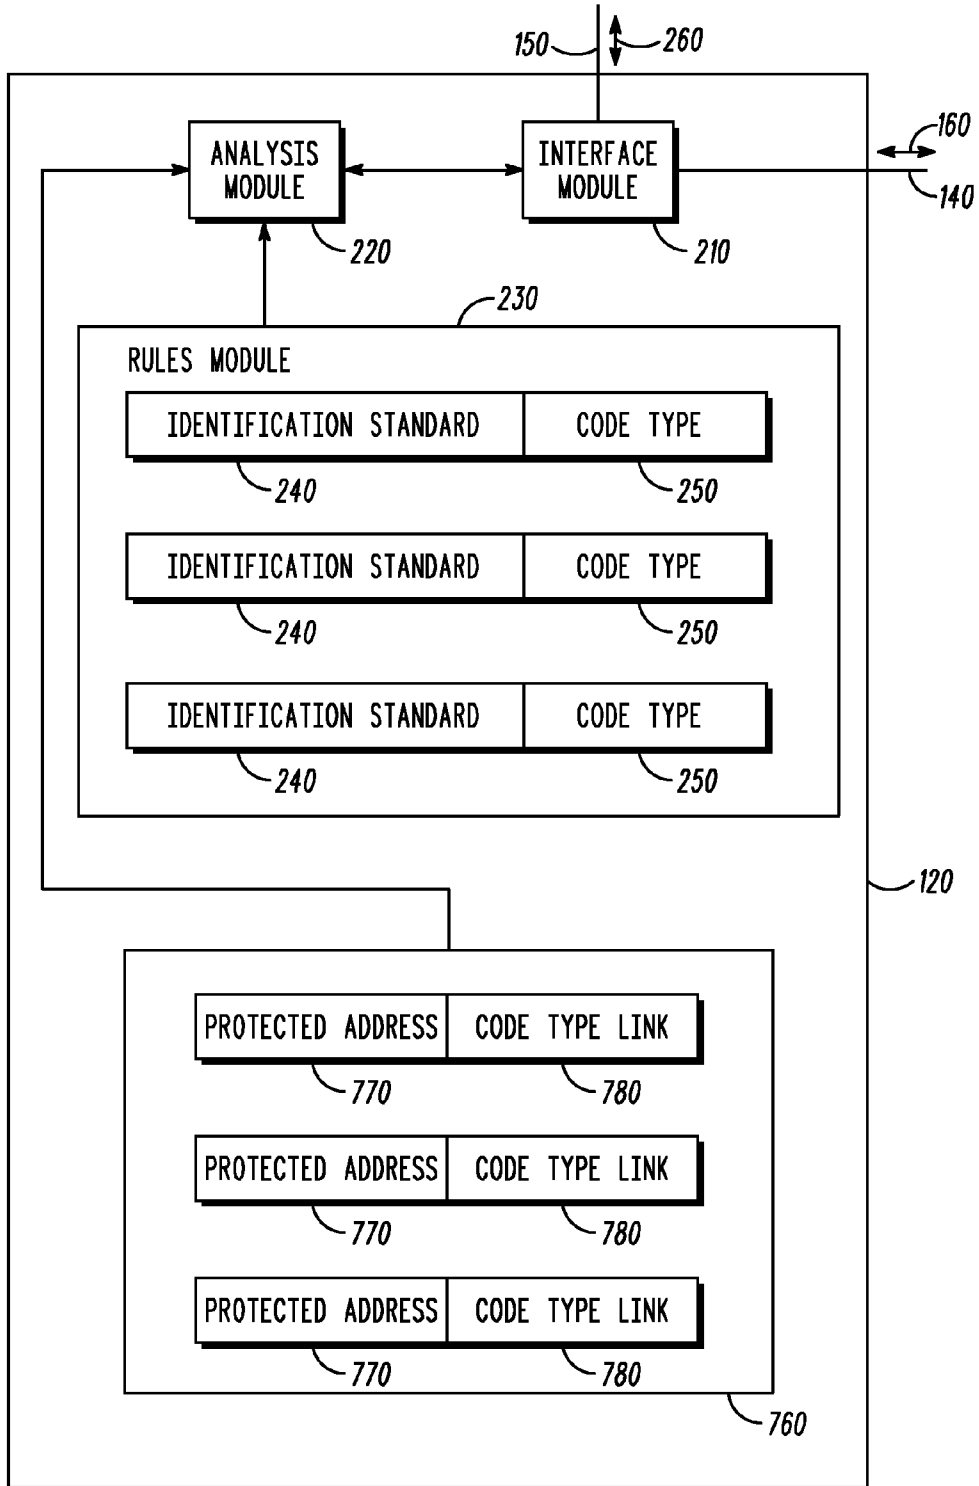 150 260
160
ANALYSIS
MODULE
INTERFACE
MODULE
140
220 210
230
RULES MODULE
IDENTIFICATION STANDARD CODE TYPE
240 250
IDENTIFICATION STANDARD CODE TYPE
240 250
IDENTIFICATION STANDARD CODE TYPE
240 250
120
PROTECTED ADDRESS CODE TYPE LINK
770 780
PROTECTED ADDRESS CODE TYPE LINK
770 780
PROTECTED ADDRESS CODE TYPE LINK
770 780
760